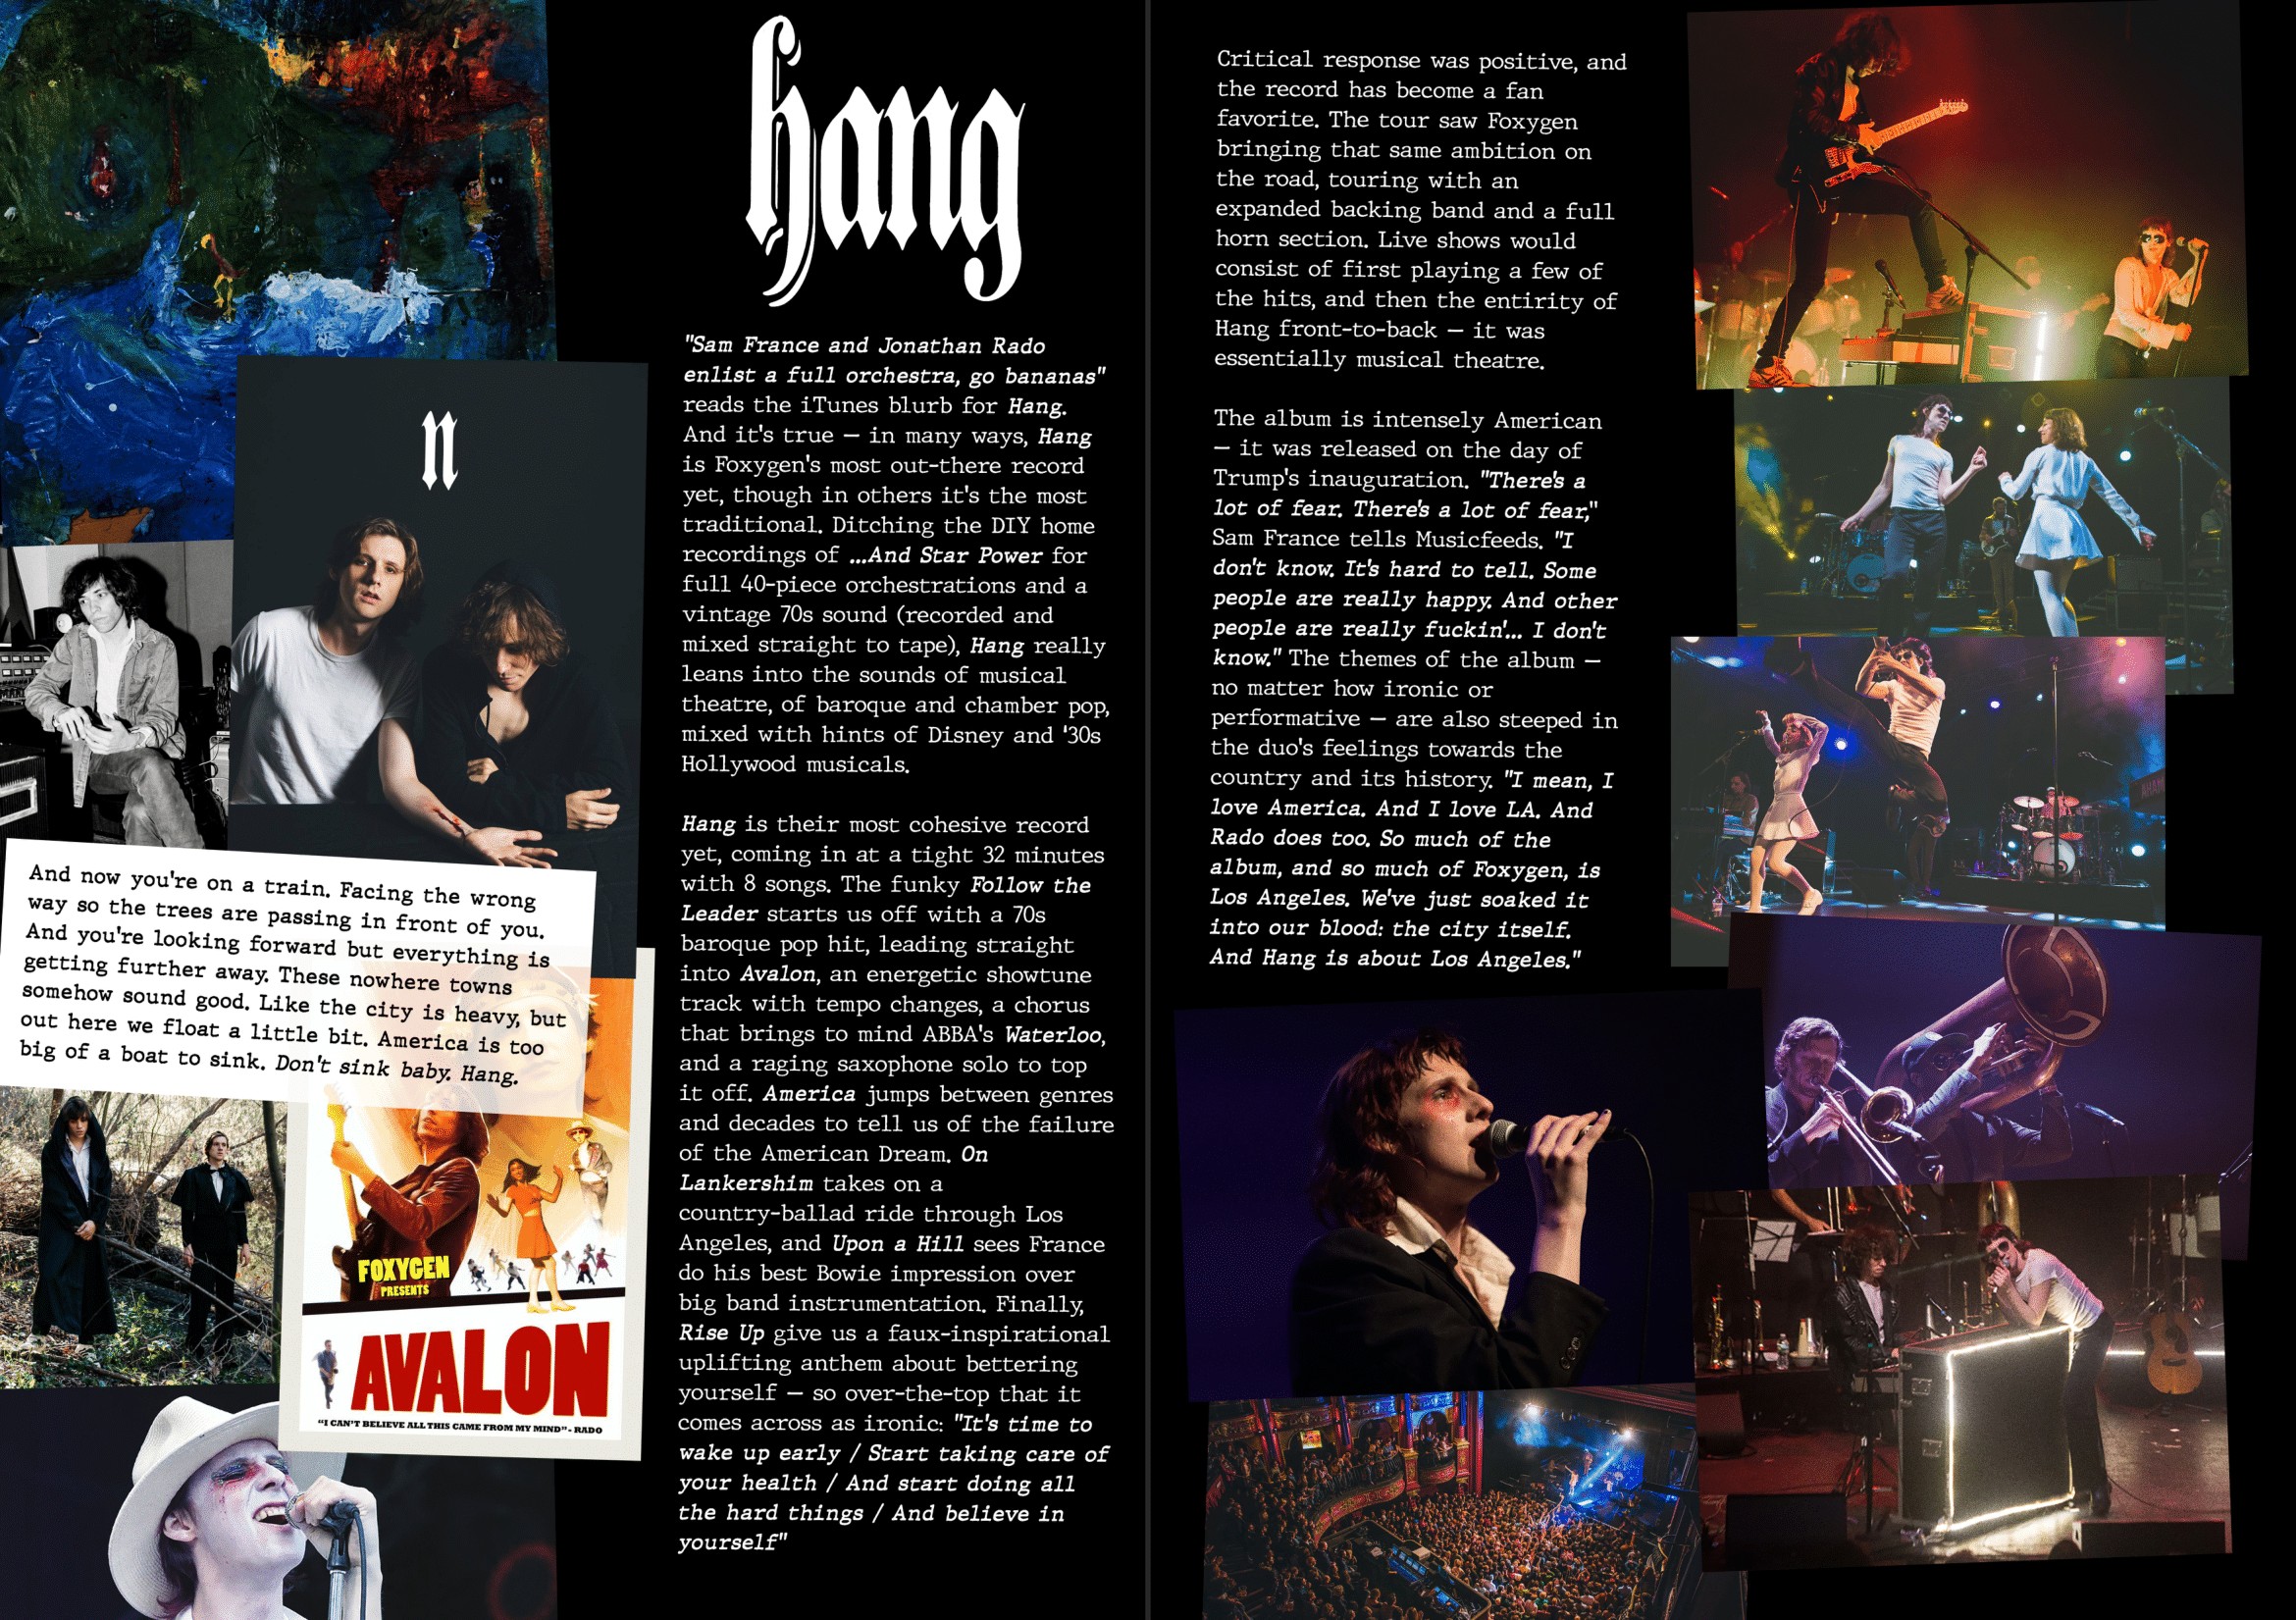 hang
n
"Sam France and Jonathan Rado
enlist a full orchestra, go bananas"
reads the iTunes blurb for Hang.
And it's true — in many ways, Hang
is Foxygen's most out-there record
yet, though in others it's the most
traditional. Ditching the DIY home
recordings of ...And Star Power for
full 40-piece orchestrations and a
vintage 70s sound (recorded and
mixed straight to tape), Hang really
leans into the sounds of musical
theatre, of baroque and chamber pop,
mixed with hints of Disney and '30s
Hollywood musicals.
Hang is their most cohesive record
yet, coming in at a tight 32 minutes
with 8 songs. The funky Follow the
Leader starts us off with a 70s
baroque pop hit, leading straight
into Avalon, an energetic showtune
track with tempo changes, a chorus
that brings to mind ABBA's Waterloo,
and a raging saxophone solo to top
it off. America jumps between genres
and decades to tell us of the failure
of the American Dream. On
Lankershim takes on a
country-ballad ride through Los
Angeles, and Upon a Hill sees France
do his best Bowie impression over
big band instrumentation. Finally,
Rise Up give us a faux-inspirational
uplifting anthem about bettering
yourself — so over-the-top that it
comes across as ironic: "It's time to
wake up early / Start taking care of
your health / And start doing all
the hard things / And believe in
yourself"
And now you're on a train. Facing the wrong
way so the trees are passing in front of you.
And you're looking forward but everything is
getting further away. These nowhere towns
somehow sound good. Like the city is heavy, but
out here we float a little bit. America is too
big of a boat to sink. Don't sink baby. Hang.
FOXYGEN
PRESENTS
AVALON
"I CAN'T BELIEVE ALL THIS CAME FROM MY MIND" - RADO
Critical response was positive, and
the record has become a fan
favorite. The tour saw Foxygen
bringing that same ambition on
the road, touring with an
expanded backing band and a full
horn section. Live shows would
consist of first playing a few of
the hits, and then the entirity of
Hang front-to-back — it was
essentially musical theatre.
The album is intensely American
— it was released on the day of
Trump's inauguration. "There's a
lot of fear. There's a lot of fear,"
Sam France tells Musicfeeds. "I
don't know. It's hard to tell. Some
people are really happy. And other
people are really fuckin'... I don't
know." The themes of the album —
no matter how ironic or
performative — are also steeped in
the duo's feelings towards the
country and its history. "I mean, I
love America. And I love LA. And
Rado does too. So much of the
album, and so much of Foxygen, is
Los Angeles. We've just soaked it
into our blood: the city itself.
And Hang is about Los Angeles."